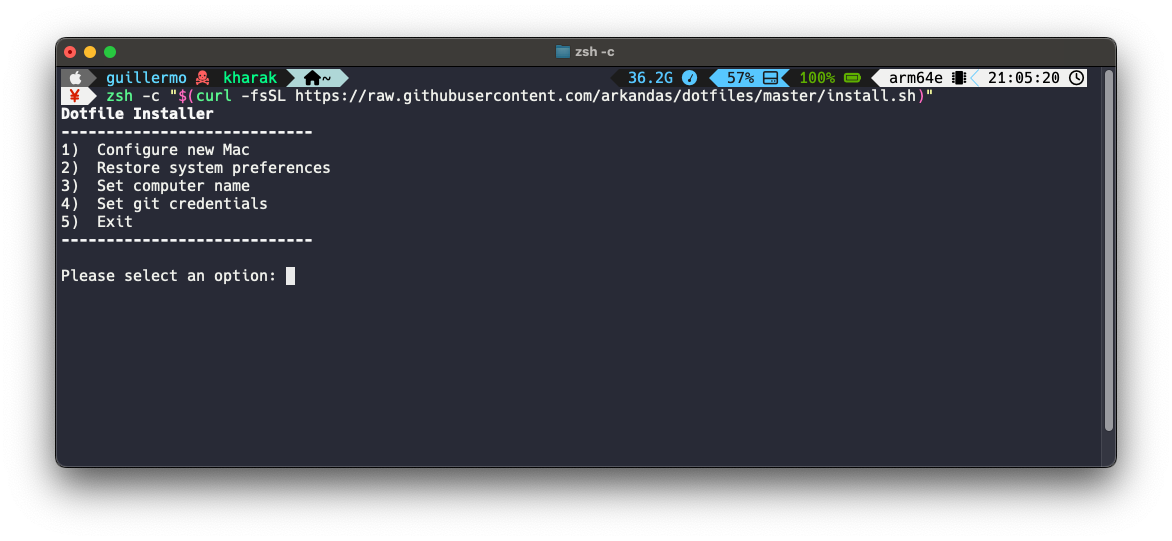 zsh -c
guillermo kharak ~ 36.2G 57% 100% arm64e 21:05:20
¥ zsh -c "$(curl -fsSL https://raw.githubusercontent.com/arkandas/dotfiles/master/install.sh)"
Dotfile Installer
----------------------------
1) Configure new Mac
2) Restore system preferences
3) Set computer name
4) Set git credentials
5) Exit
----------------------------
Please select an option: